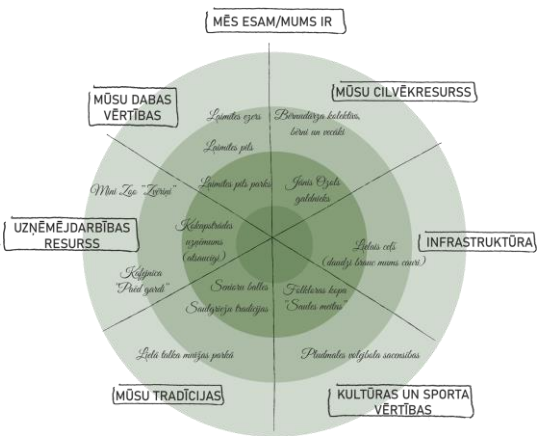 MĒS ESAM/MUMS IR
MŪSU DABAS
VĒRTĪBAS
MŪSU CILVĒKRESURSS
Laimītes ezers
Bērnudārza kolektīvs,
bērni un vecāki
Laimītes pils
Laimītes pils parks
Jānis Ozols
galdnieks
Mini Zoo "Zvēriņi"
UZŅĒMĒJDARBĪBAS
RESURSS
Kokapstrādes
uzņēmums
(atsaucīgi)
Lielais ceļš
(daudzi brauc mums cauri)
INFRASTRUKTŪRA
Kafejnīca
"Paēd gardi"
Senioru balles
Saulgriežu tradīcijas
Folkloras kopa
"Saules meitas"
Lielā talka muižas parkā
Pludmales volejbola sacensības
MŪSU TRADĪCIJAS
KULTŪRAS UN SPORTA
VĒRTĪBAS